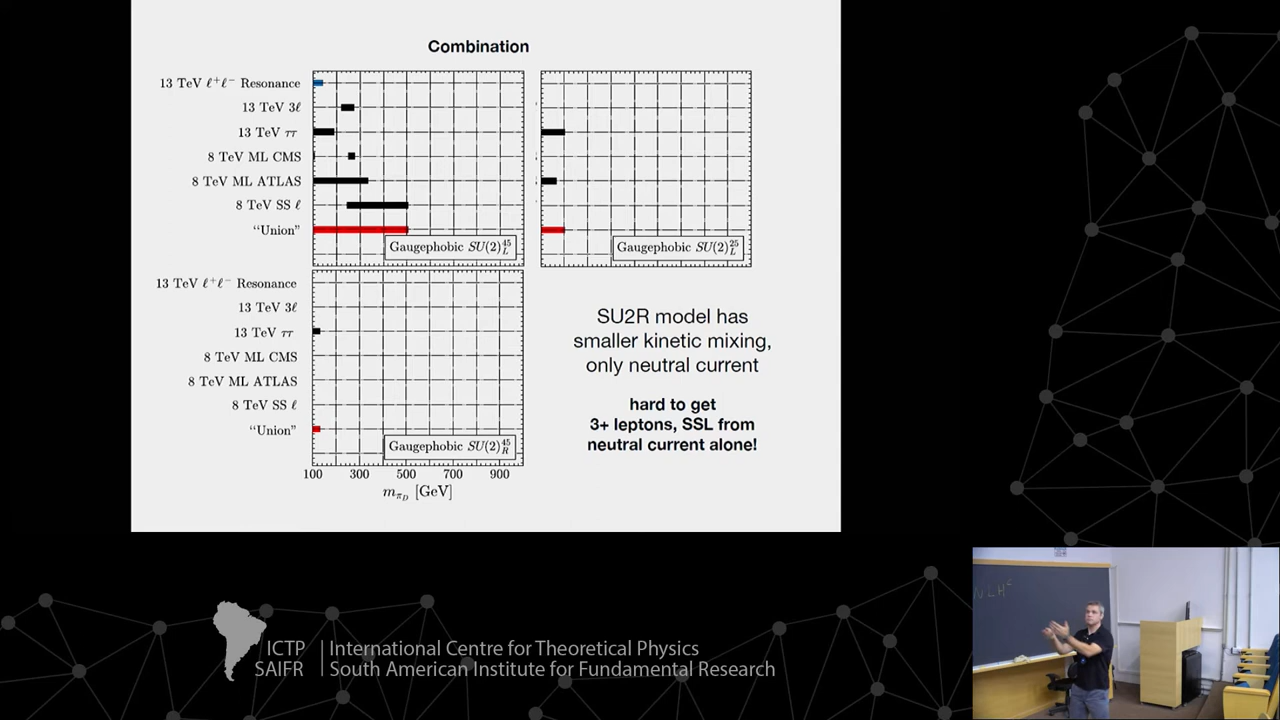 Combination
13 TeV ℓ⁺ℓ⁻ Resonance
13 TeV 3ℓ
13 TeV ττ
8 TeV ML CMS
8 TeV ML ATLAS
8 TeV SS ℓ
“Union”
Gaugephobic SU(2)_L^{45}
Gaugephobic SU(2)_L^{25}
13 TeV ℓ⁺ℓ⁻ Resonance
13 TeV 3ℓ
13 TeV ττ
8 TeV ML CMS
8 TeV ML ATLAS
8 TeV SS ℓ
“Union”
Gaugephobic SU(2)_R^{45}
100 300 500 700 900
m_{π_D} [GeV]
SU2R model has
smaller kinetic mixing,
only neutral current
hard to get
3+ leptons, SSL from
neutral current alone!
NLHᶜ
ICTP
SAIFR
International Centre for Theoretical Physics
South American Institute for Fundamental Research